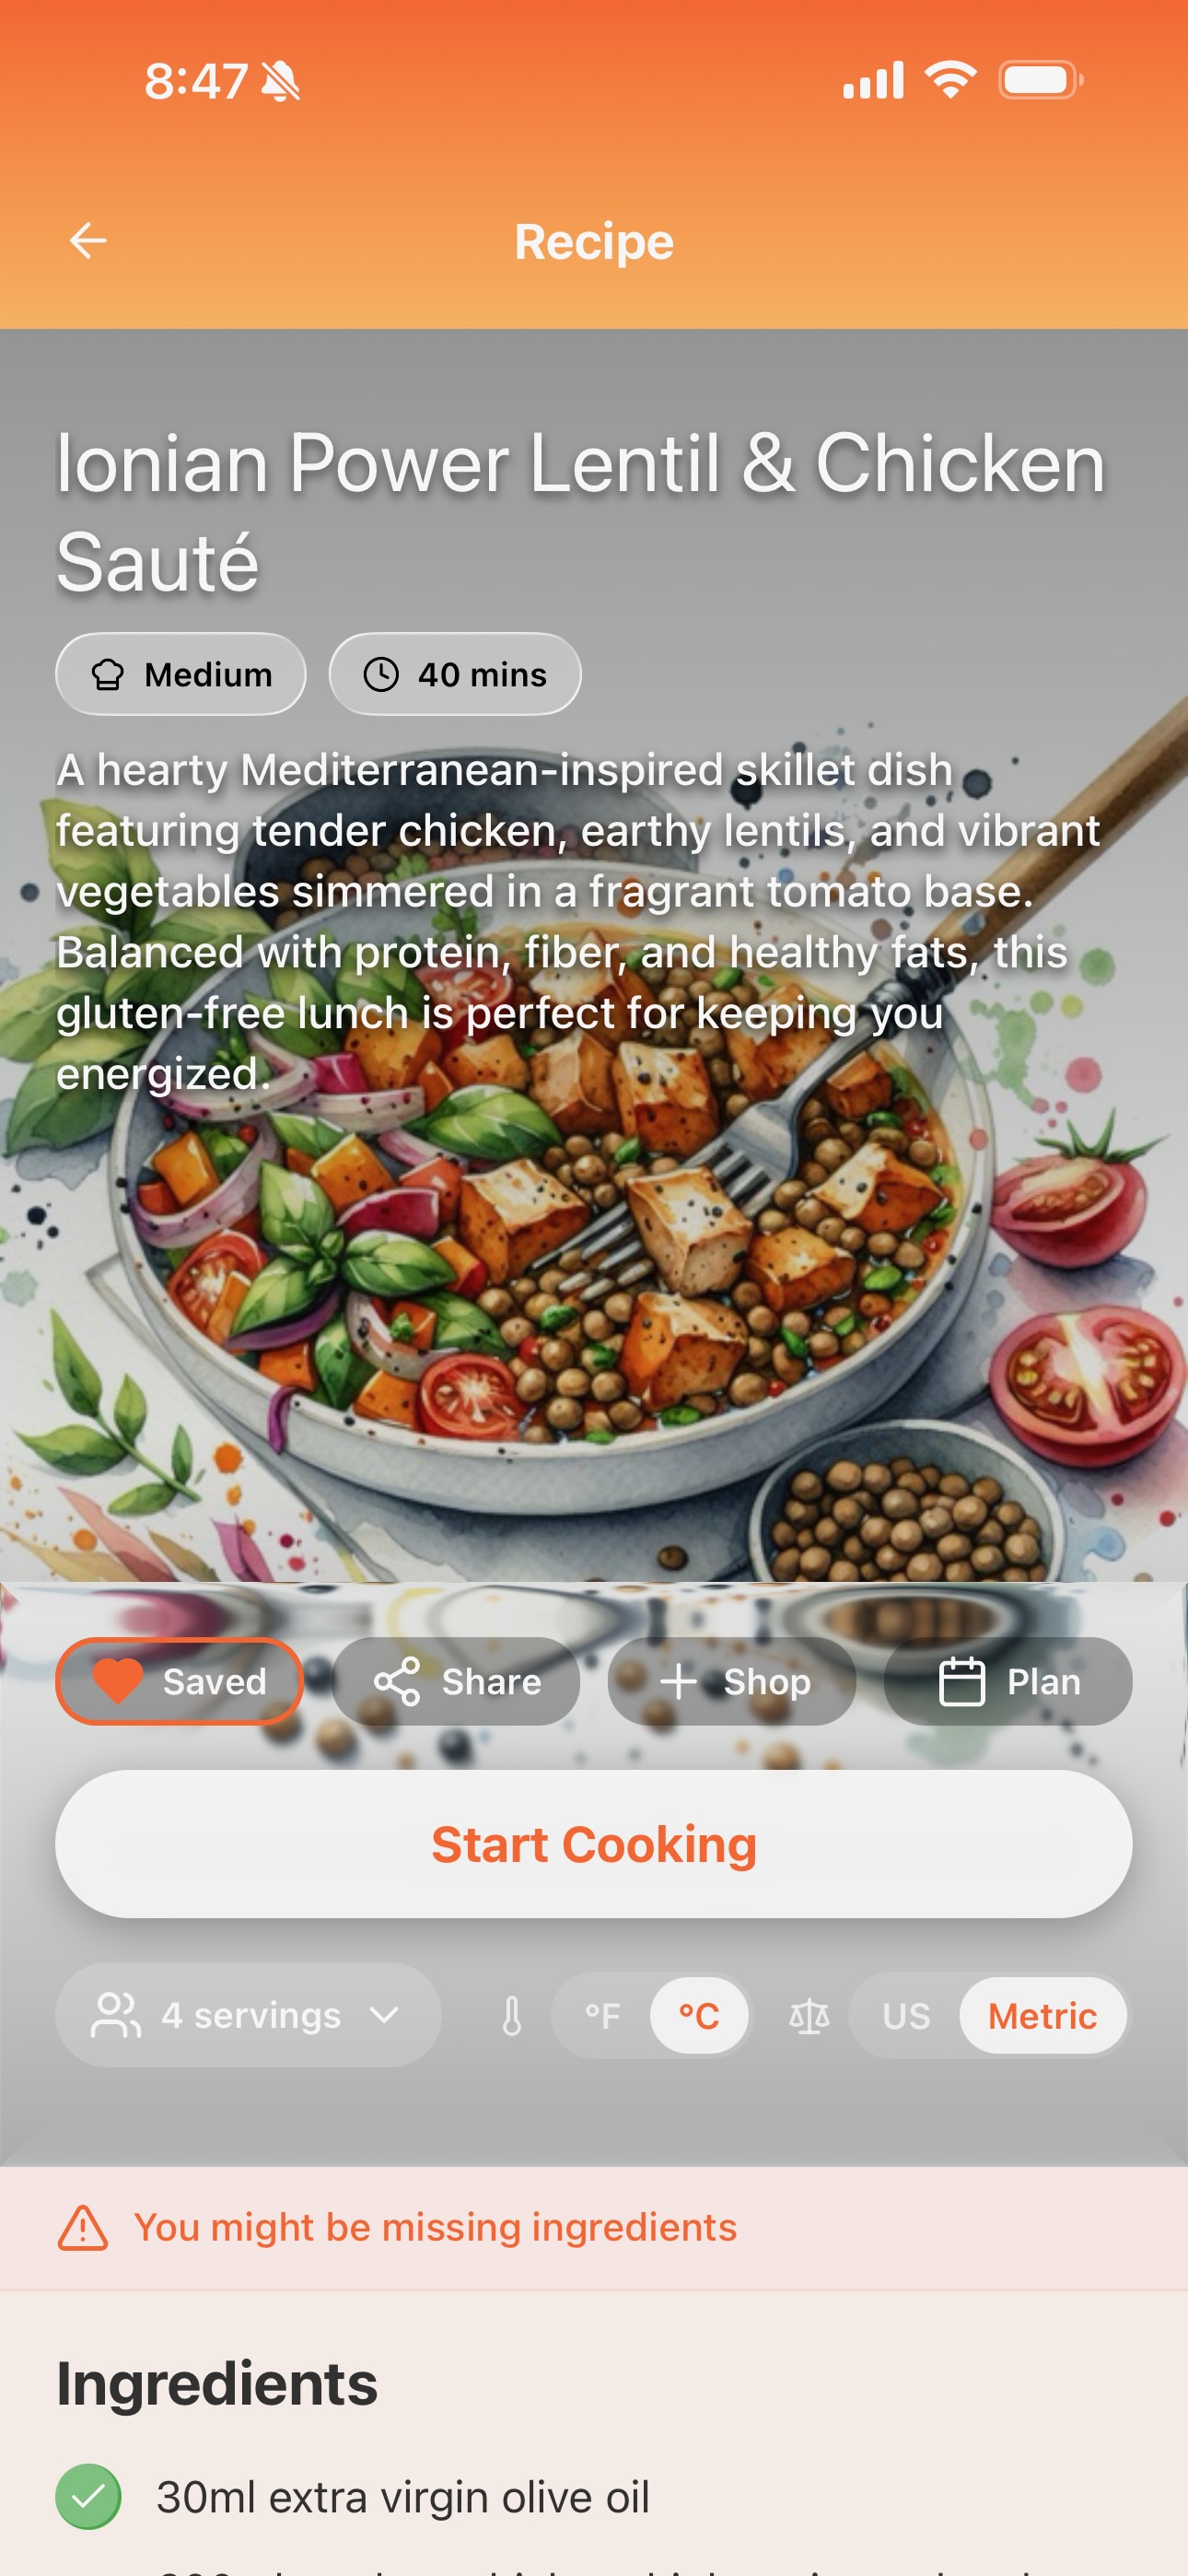 8:47
Recipe
Ionian Power Lentil & Chicken
Sauté
Medium 40 mins
A hearty Mediterranean-inspired skillet dish
featuring tender chicken, earthy lentils, and vibrant
vegetables simmered in a fragrant tomato base.
Balanced with protein, fiber, and healthy fats, this
gluten-free lunch is perfect for keeping you
energized.
Saved Share Shop Plan
Start Cooking
4 servings °F °C US Metric
You might be missing ingredients
Ingredients
30ml extra virgin olive oil